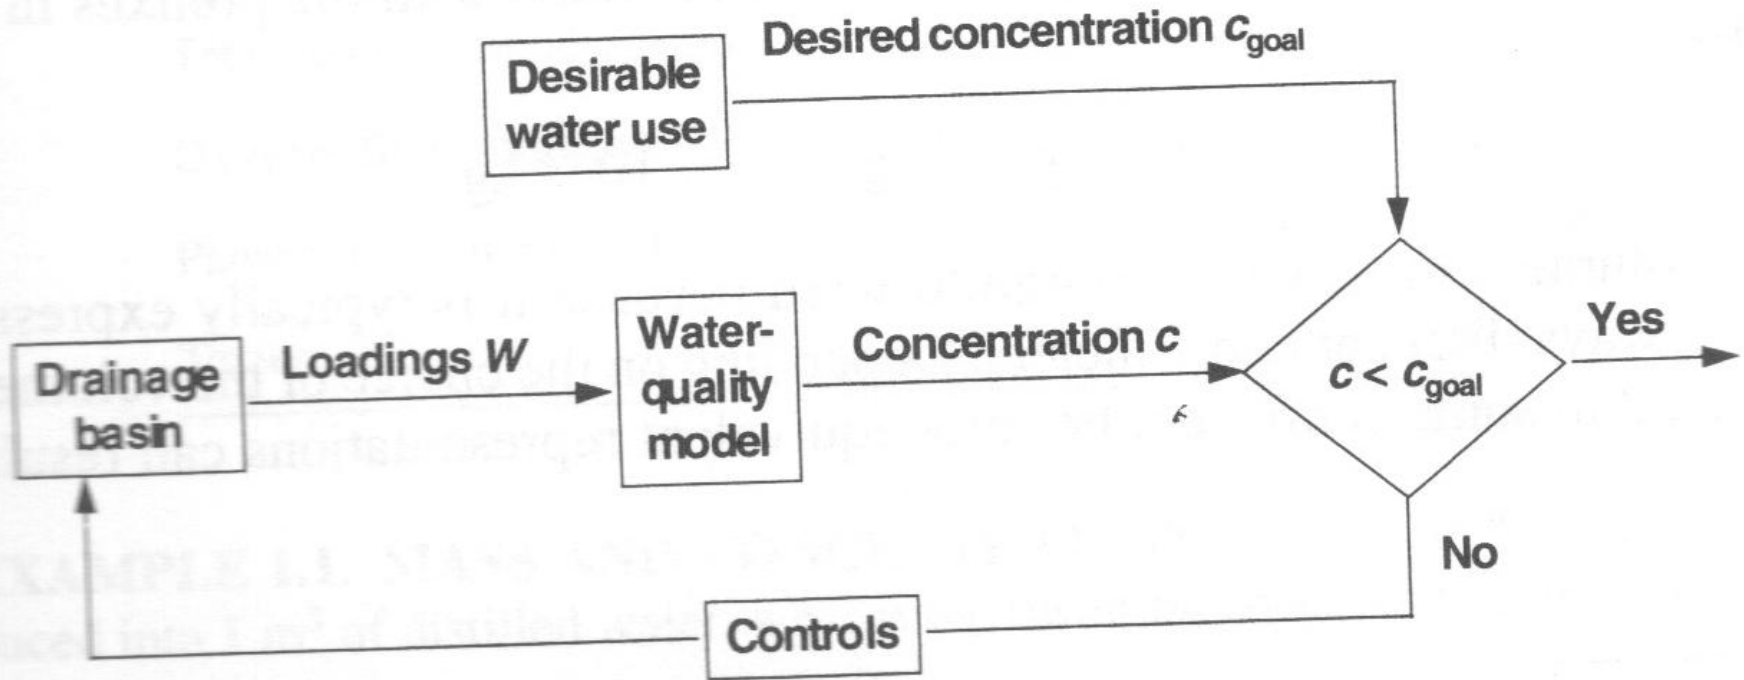 Desired concentration c_goal
Desirable
water use
Drainage
basin
Loadings W
Water-
quality
model
Concentration c
c < c_goal
Yes
No
Controls